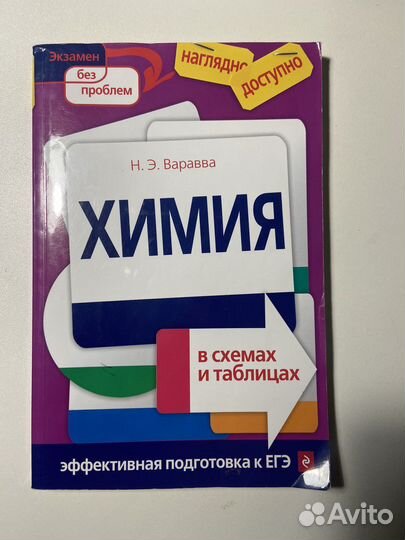 Экзамен
без
проблем
наглядно
доступно
Н. Э. Варавва
ХИМИЯ
в схемах
и таблицах
эффективная подготовка к ЕГЭ
Avito